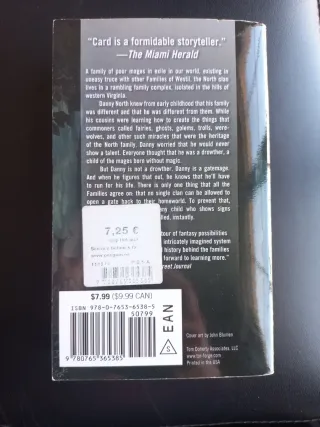 “Card is a formidable storyteller.”
—The Miami Herald
A family of poor mages in exile in our world, existing in
uneasy truce with other Families of Westil, the North clan
lives in a rambling family complex, isolated in the hills of
western Virginia.
Danny North knew from early childhood that his family
was different and that he was different from them. While
his cousins were learning how to create the things that
commoners called fairies, ghosts, golems, trolls, were-
wolves, and other such miracles that were the heritage
of the North family, Danny worried that he would never
show a talent. Everyone thought that he was a drowther, a
child of the mages born without magic.
But Danny is not a drowther, Danny is a gatemage.
And when he figures that out, he knows that he'll have
to run for his life. There is only one thing that all the
Families agree on that no single clan can be allowed to
open a gate back to their homeworld. To prevent that,
ny child who shows signs
lled, instantly.
7,25 €
tour of fantasy possibilities
intricately imagined system
history behind the families
forward to learning more.”
reet Journal
$7.99 ($9.99 CAN)
ISBN 978-0-7653-6538-5
50799
EAN
S
9 780765 365385
Cover art by John Blumen
Tom Doherty Associates, LLC
www.tor-forge.com
Printed in the USA